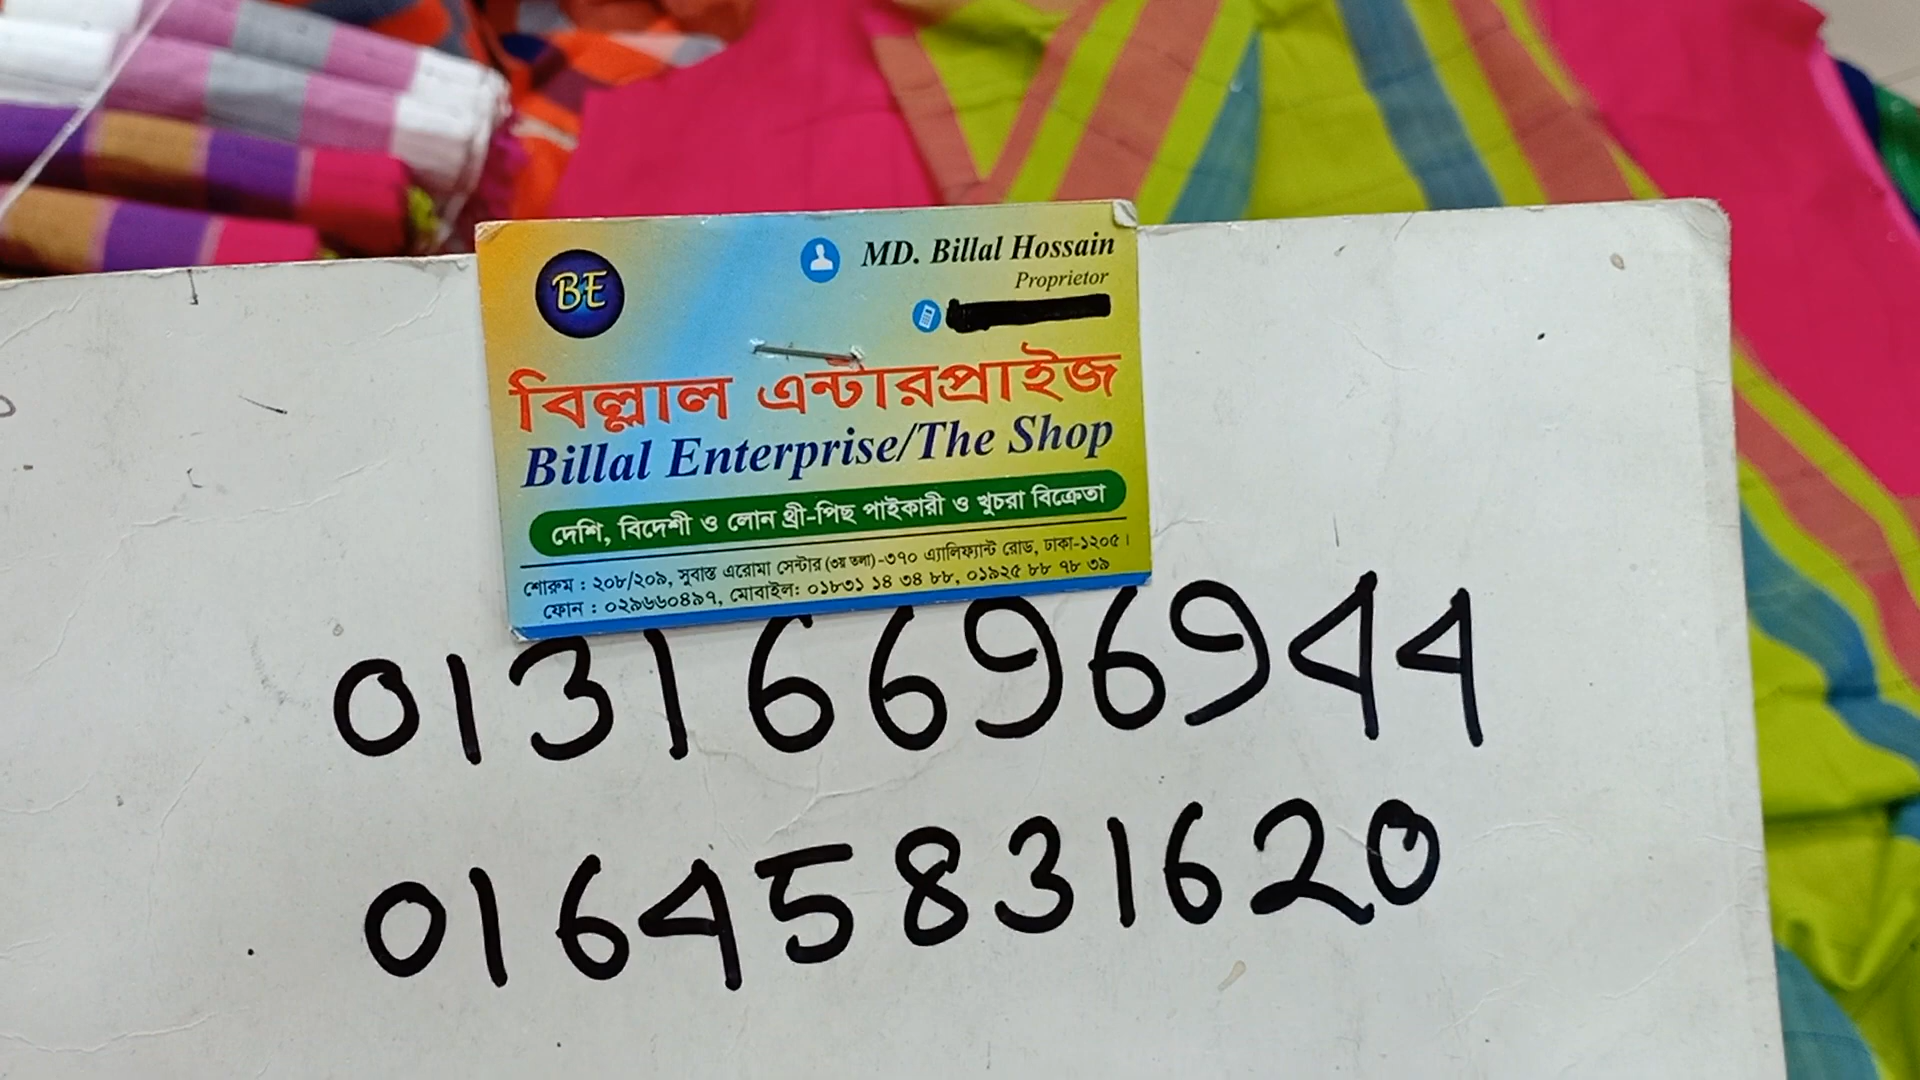 BE
MD. Billal Hossain
Proprietor
বিল্লাল এন্টারপ্রাইজ
Billal Enterprise/The Shop
দেশি, বিদেশী ও লোন থ্রী-পিছ পাইকারী ও খুচরা বিক্রেতা
শোরুম : ২০৮/২০৯, সুবাস্ত এরোমা সেন্টার (৩য় তলা)-৩৭০ এ্যালিফ্যান্ট রোড, ঢাকা-১২০৫।
ফোন : ০২৯৬৬০৪৯৭, মোবাইল: ০১৮৩১ ১৪ ৩৪ ৮৮, ০১৯২৫ ৮৮ ৭৮ ৩৯
01316696944
01645831620